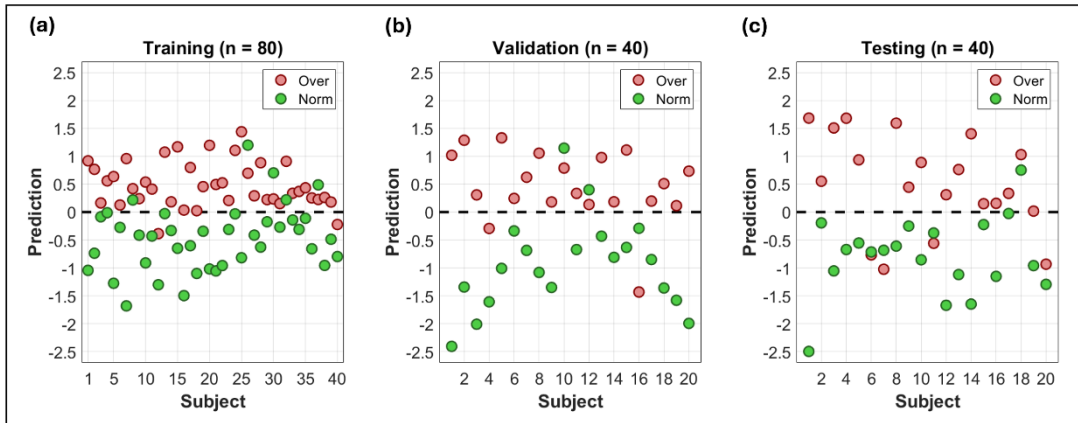 (a)
Training (n = 80)
Over
Norm
2.5
2
1.5
1
0.5
0
-0.5
-1
-1.5
-2
-2.5
Prediction
1 5 10 15 20 25 30 35 40
Subject
(b)
Validation (n = 40)
Over
Norm
2.5
2
1.5
1
0.5
0
-0.5
-1
-1.5
-2
-2.5
Prediction
2 4 6 8 10 12 14 16 18 20
Subject
(c)
Testing (n = 40)
Over
Norm
2.5
2
1.5
1
0.5
0
-0.5
-1
-1.5
-2
-2.5
Prediction
2 4 6 8 10 12 14 16 18 20
Subject